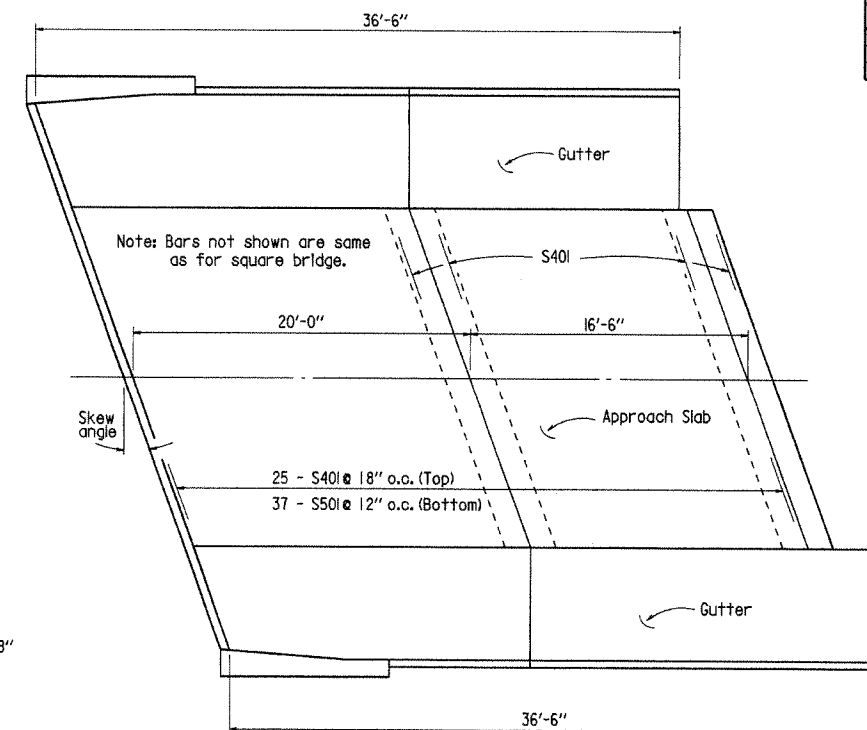 36'-6"
Gutter
Note: Bars not shown are same
as for square bridge.
S401
20'-0"
16'-6"
Skew
angle
Approach Slab
25 - S401@ 18" o.c. (Top)
37 - S501@ 12" o.c. (Bottom)
Gutter
8"
36'-6"